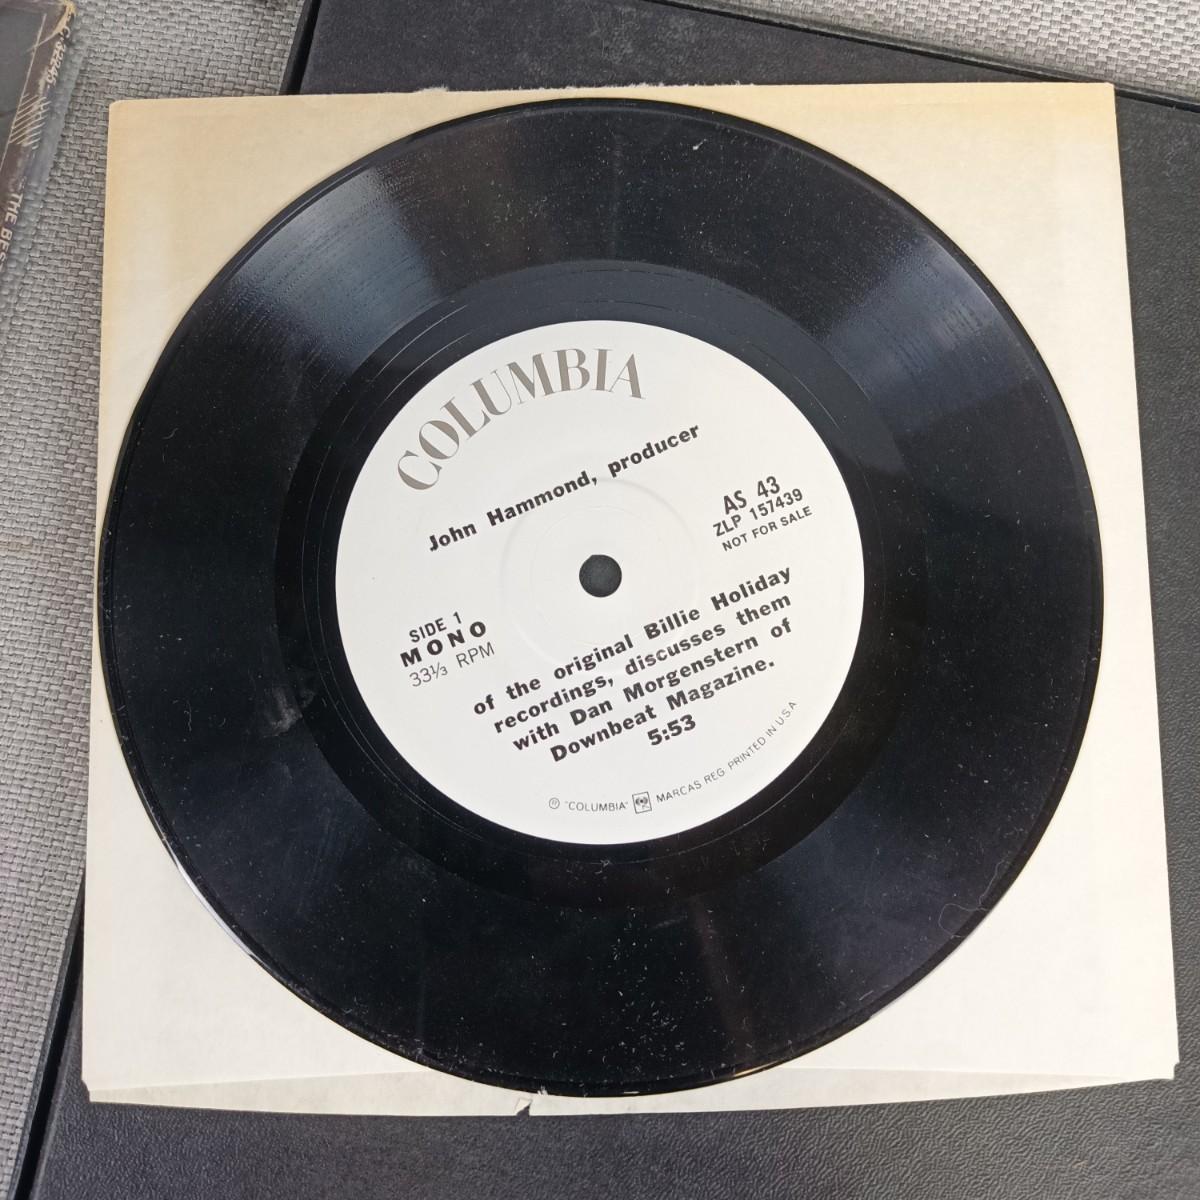 COLUMBIA
John Hammond, producer
AS 43
ZLP 157439
NOT FOR SALE
SIDE 1
MONO
33⅓ RPM
of the original Billie Holiday
recordings, discusses them
with Dan Morgenstern of
Downbeat Magazine.
5:53
℗ "COLUMBIA" MARCAS REG. PRINTED IN U.S.A
THE BES